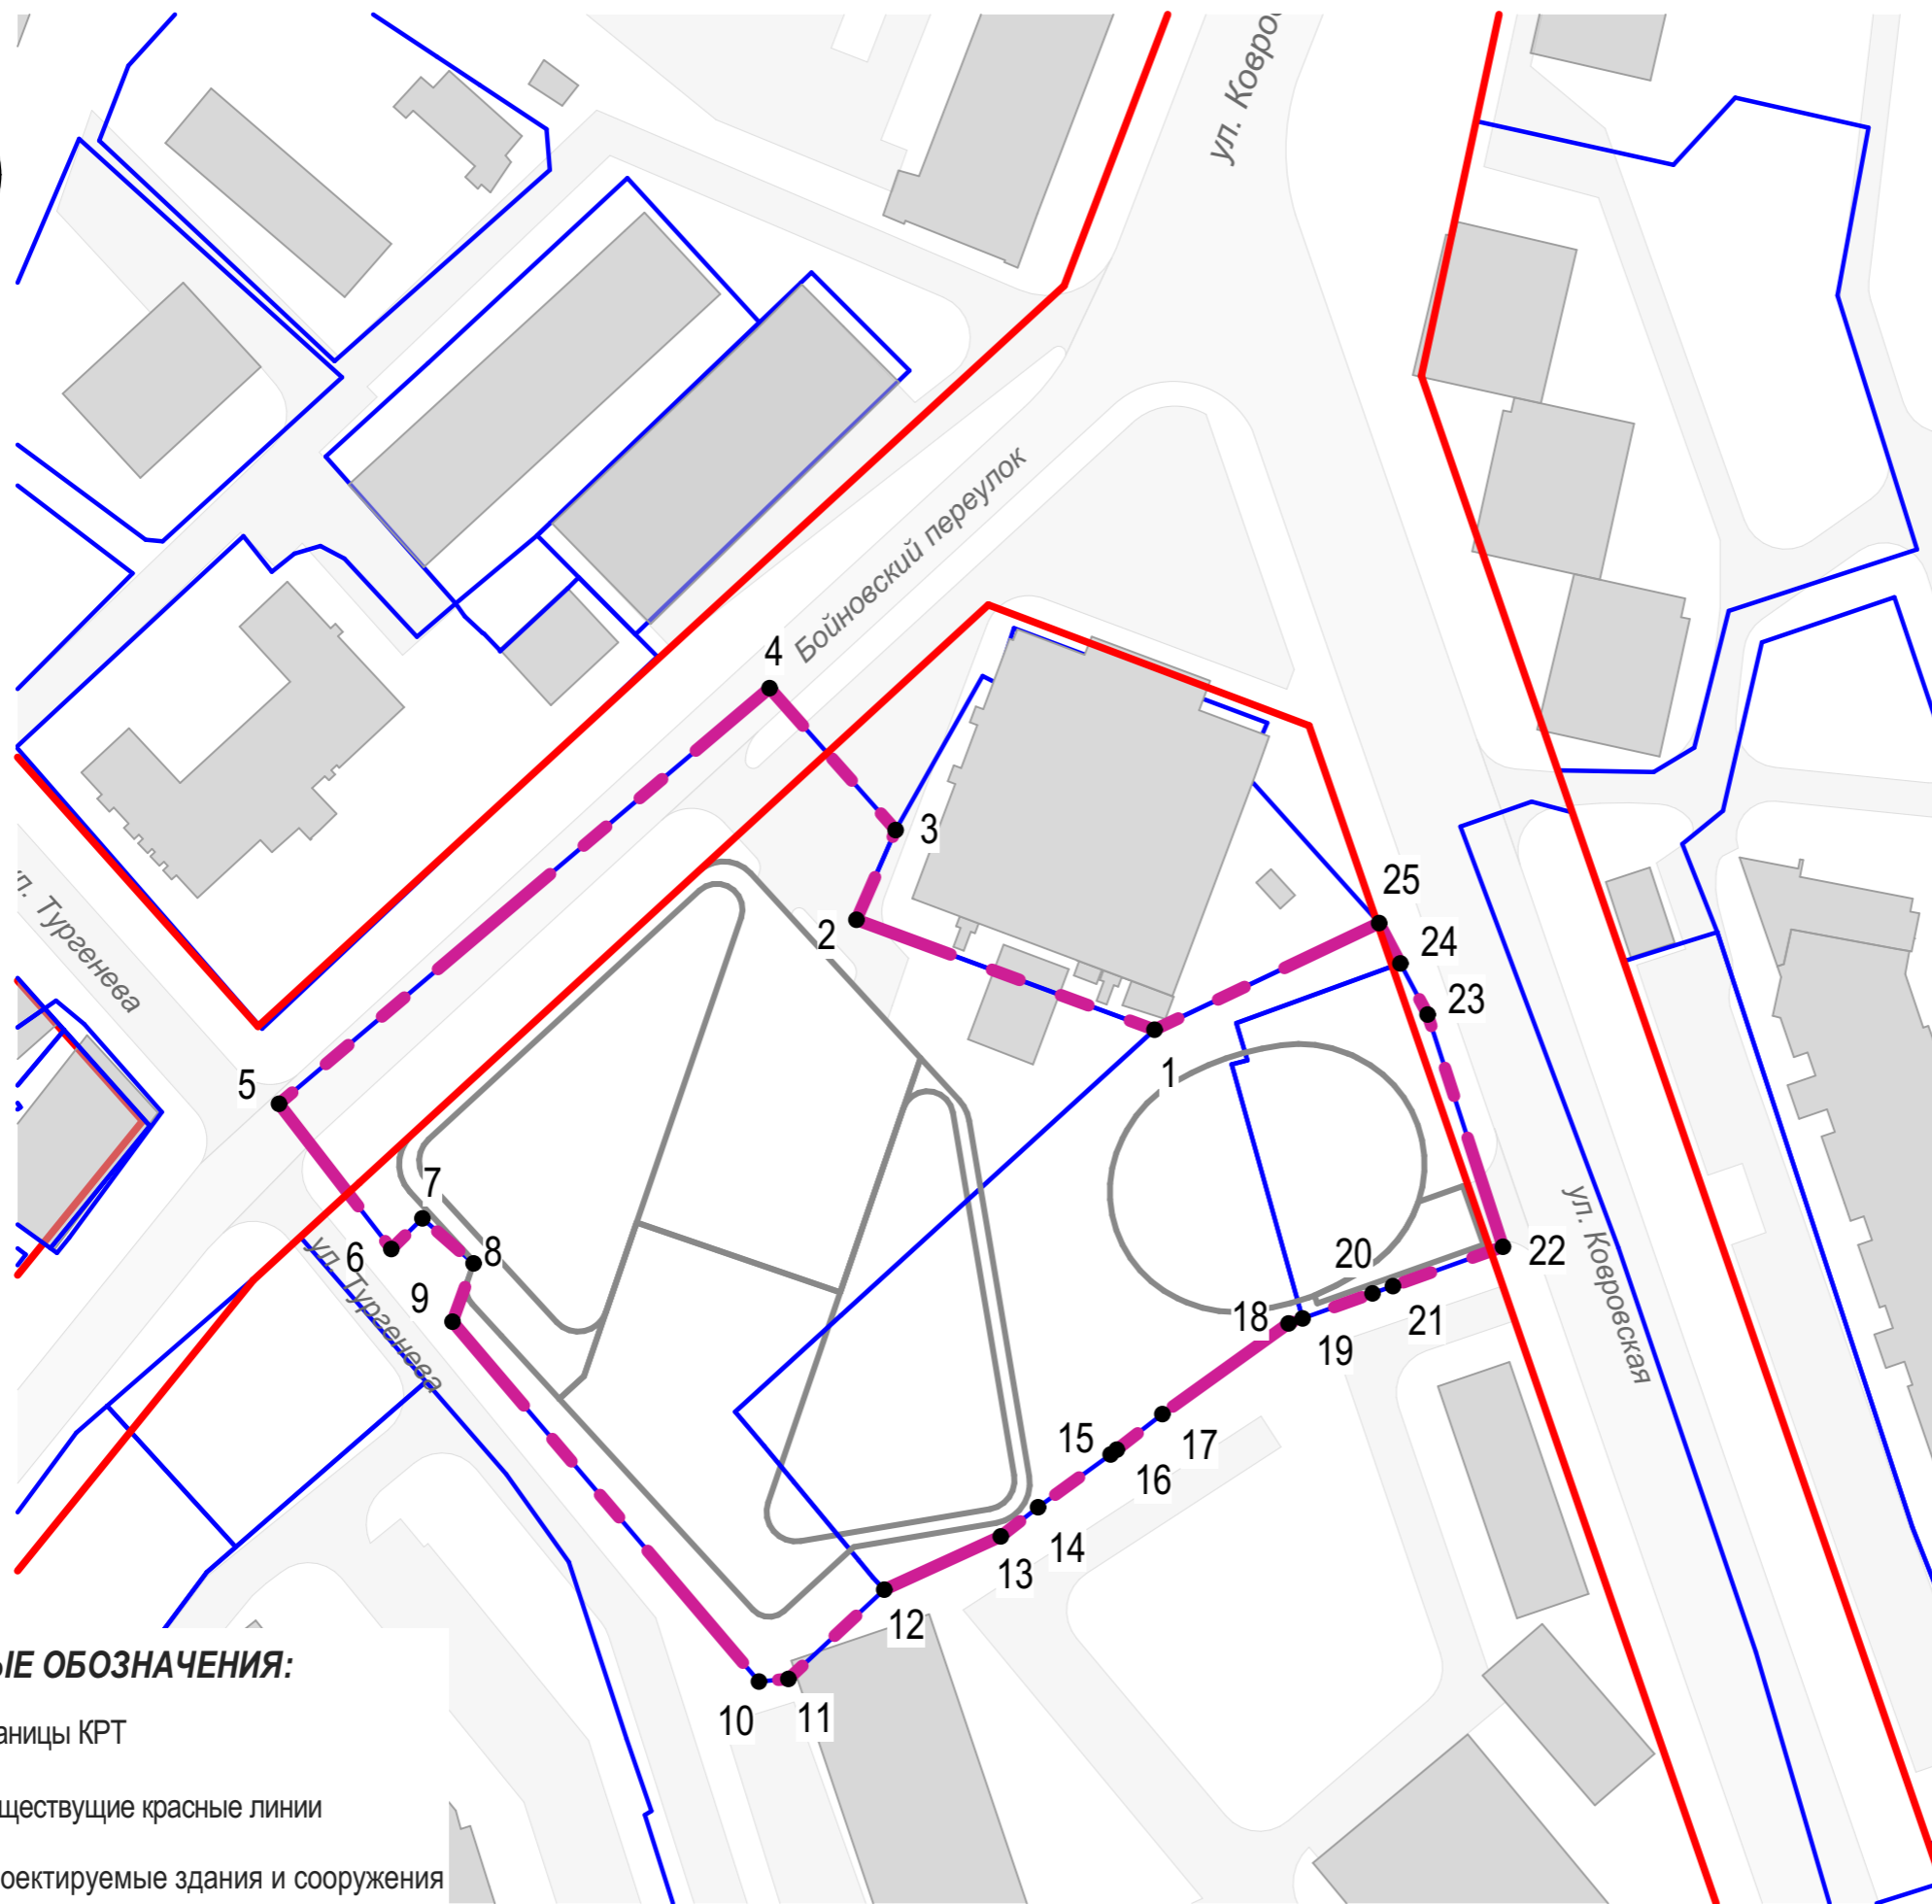 ул. Ковро
Бойновский переулок
4
3
25
24
23
2
1
ул. Тургенева
5
7
6
8
9
ул. Тургенева
20
22
18
19
21
ул. Ковровская
15
17
16
14
13
12
10
11
ЫЕ ОБОЗНАЧЕНИЯ:
аницы КРТ
ществущие красные линии
оектируемые здания и сооружения